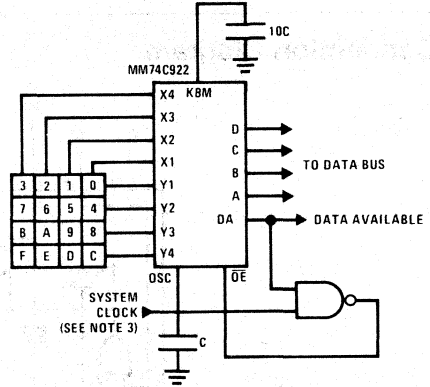 10C
MM74C922
KBM
X4
X3
X2
X1
Y1
Y2
Y3
Y4
D
C
B
A
DA
TO DATA BUS
DATA AVAILABLE
3 2 1 0
7 6 5 4
B A 9 8
F E D C
OSC
OE
SYSTEM
CLOCK
(SEE NOTE 3)
C